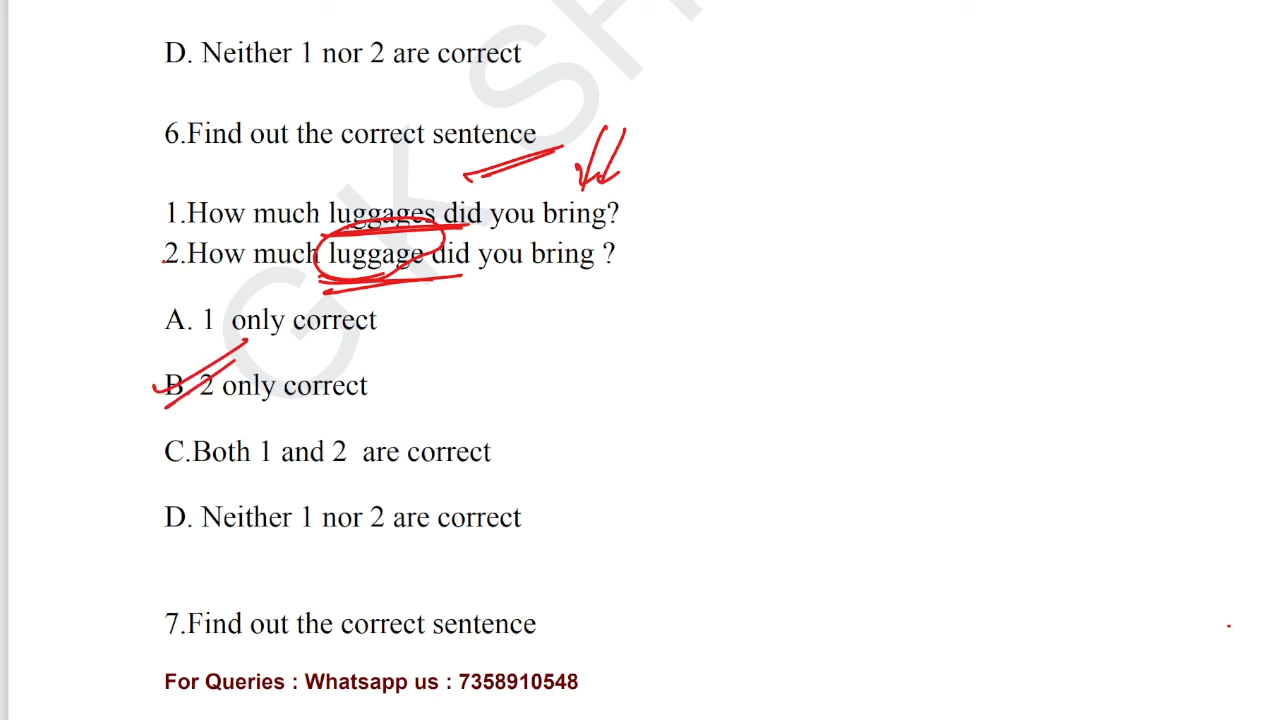 D. Neither 1 nor 2 are correct
6.Find out the correct sentence
1.How much luggages did you bring?
2.How much luggage did you bring ?
A. 1  only correct
B. 2 only correct
C.Both 1 and 2  are correct
D. Neither 1 nor 2 are correct
7.Find out the correct sentence
For Queries : Whatsapp us : 7358910548
GK SH